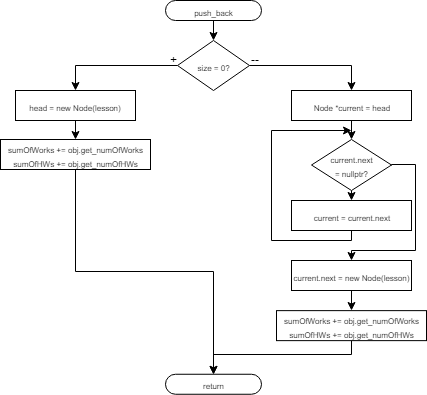 push_back
size = 0?
+
--
head = new Node(lesson)
Node *current = head
sumOfWorks += obj.get_numOfWorks
sumOfHWs += obj.get_numOfHWs
current.next
= nullptr?
current = current.next
current.next = new Node(lesson)
sumOfWorks += obj.get_numOfWorks
sumOfHWs += obj.get_numOfHWs
return